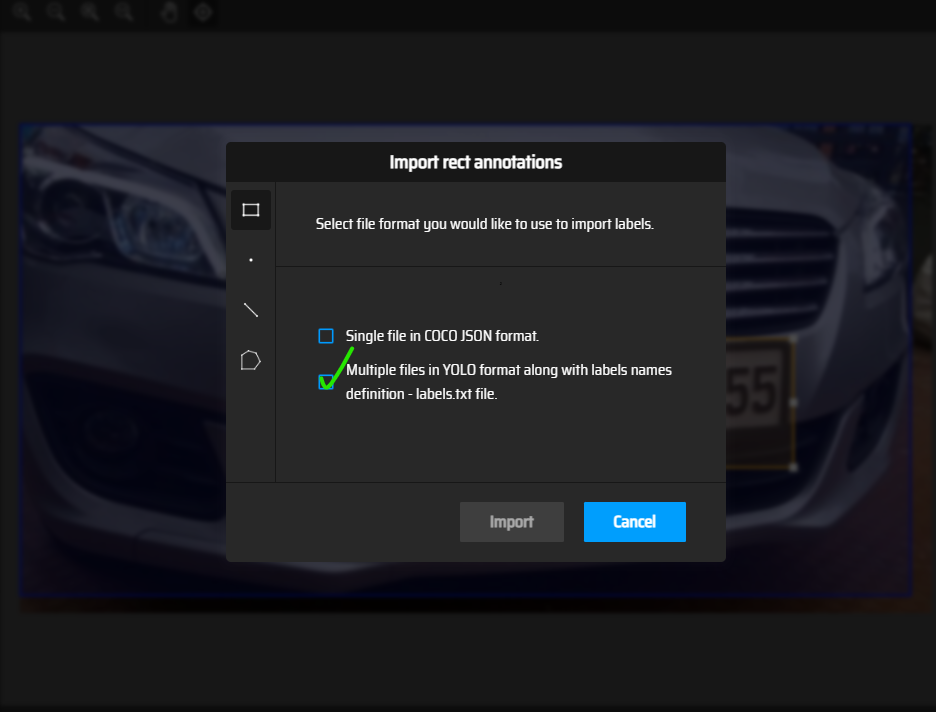 Import rect annotations
Select file format you would like to use to import labels.
Single file in COCO JSON format.
Multiple files in YOLO format along with labels names
definition - labels.txt file.
55
Import
Cancel